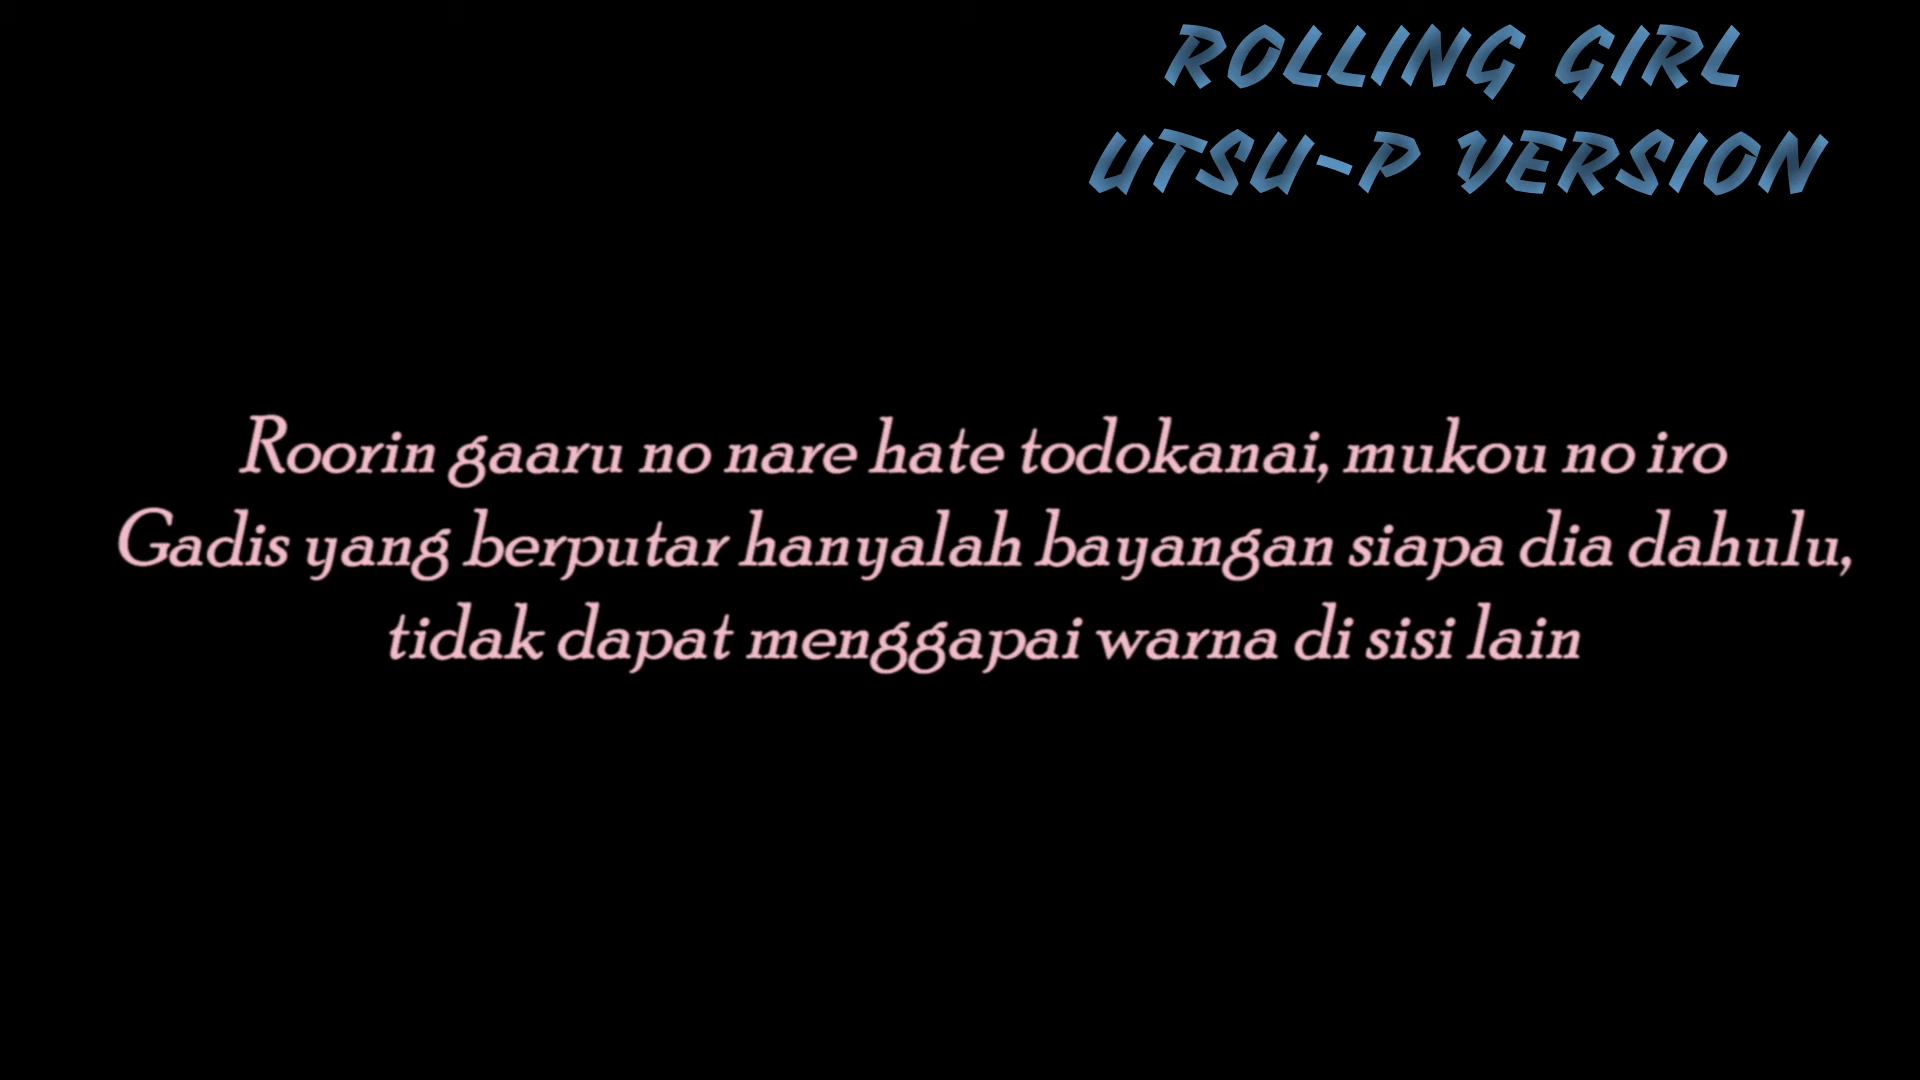 ROLLING GIRL
UTSU-P VERSION
Roorin gaaru no nare hate todokanai, mukou no iro
Gadis yang berputar hanyalah bayangan siapa dia dahulu,
tidak dapat menggapai warna di sisi lain